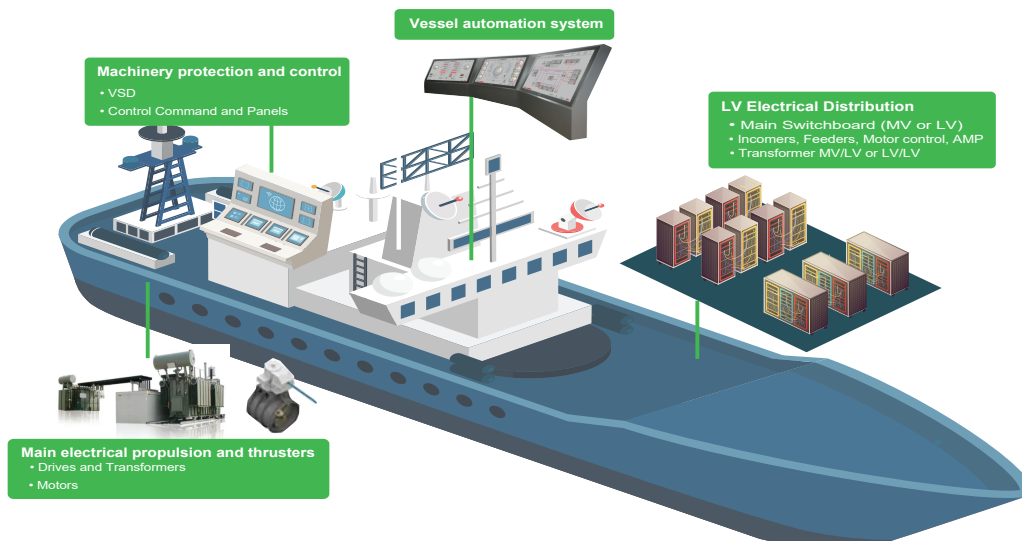 Vessel automation system
Machinery protection and control
• VSD
• Control Command and Panels
LV Electrical Distribution
• Main Switchboard (MV or LV)
• Incomers, Feeders, Motor control, AMP
• Transformer MV/LV or LV/LV
Main electrical propulsion and thrusters
• Drives and Transformers
• Motors